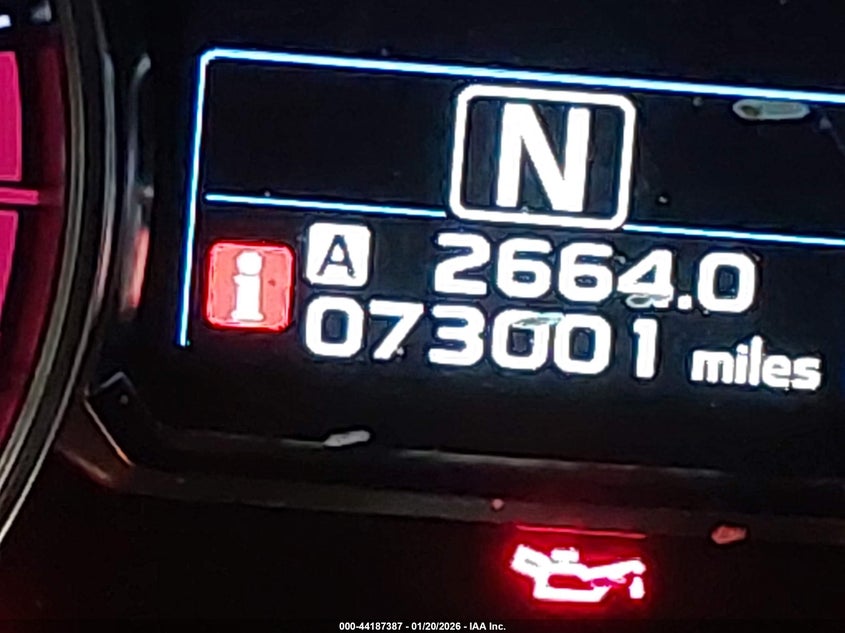 N
A 2664.0
i
073001 miles
000-44187387 - 01/20/2026 - IAA Inc.